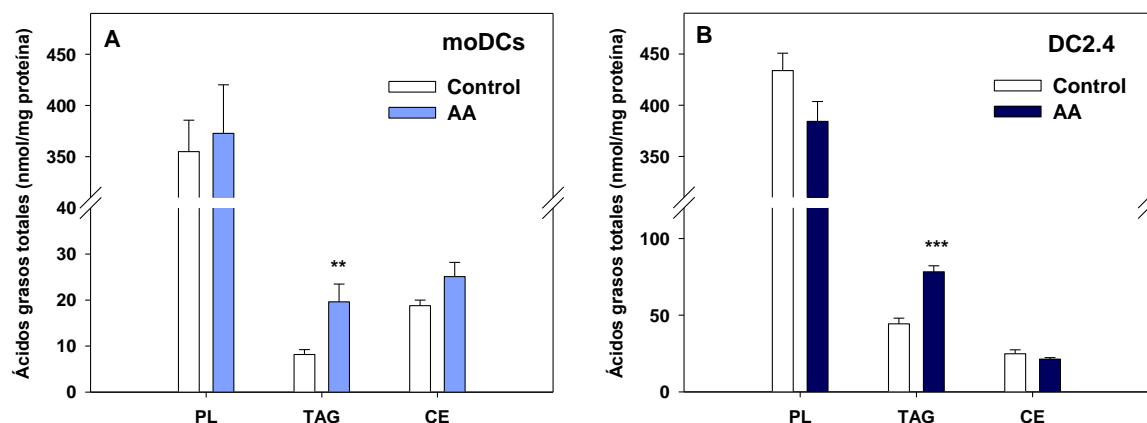 A
moDCs
Control
AA
Ácidos grasos totales (nmol/mg proteína)
450
400
350
40
30
20
10
0
**
PL TAG CE
B
DC2.4
Control
AA
Ácidos grasos totales (nmol/mg proteína)
450
400
350
100
50
0
***
PL TAG CE